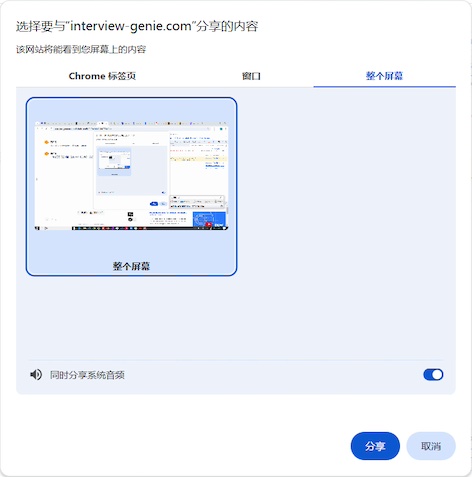 选择要与"interview-genie.com"分享的内容
该网站将能看到您屏幕上的内容
Chrome 标签页
窗口
整个屏幕
整个屏幕
同时分享系统音频
分享
取消